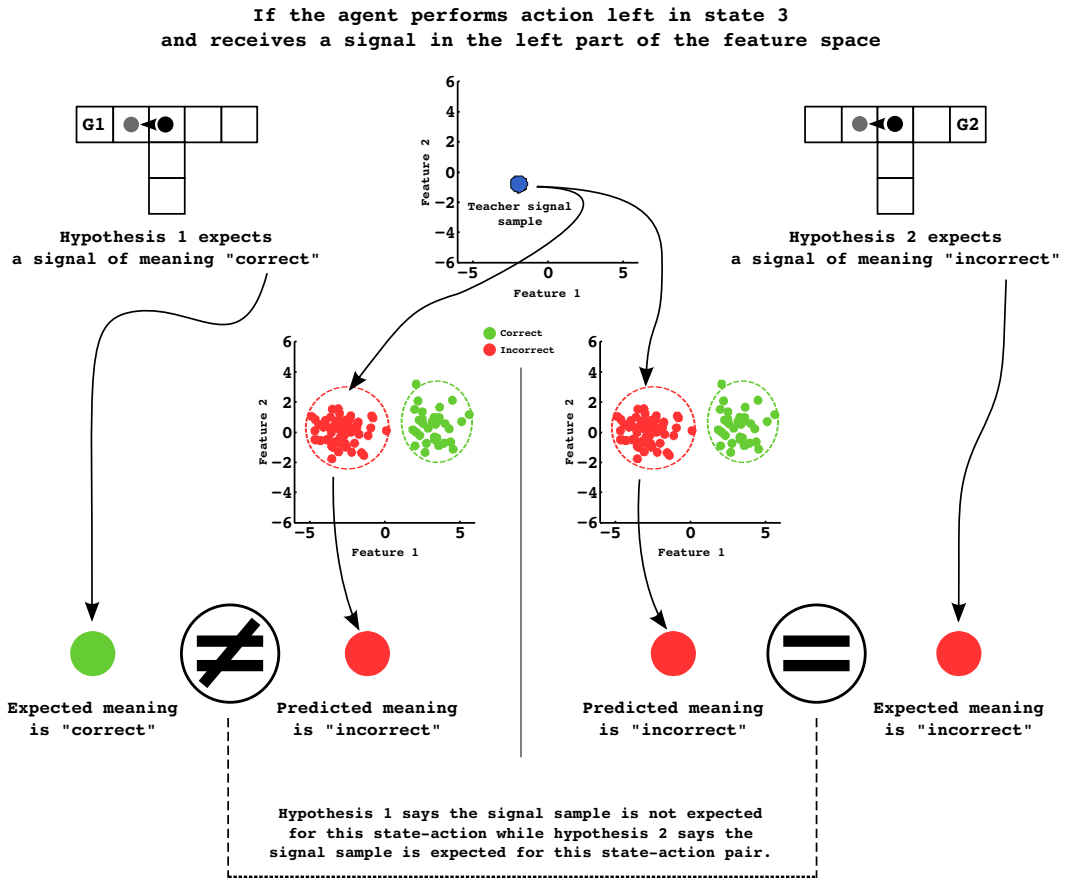 If the agent performs action left in state 3
and receives a signal in the left part of the feature space
G1
G2
6
4
2
0
−2
−4
−6
−5
0
5
Feature 2
Feature 1
Teacher signal
sample
Hypothesis 1 expects
a signal of meaning "correct"
Hypothesis 2 expects
a signal of meaning "incorrect"
Correct
Incorrect
6
4
2
0
−2
−4
−6
−5
0
5
Feature 2
Feature 1
6
4
2
0
−2
−4
−6
−5
0
5
Feature 2
Feature 1
Expected meaning
is "correct"
Predicted meaning
is "incorrect"
Predicted meaning
is "incorrect"
Expected meaning
is "incorrect"
Hypothesis 1 says the signal sample is not expected
for this state-action while hypothesis 2 says the
signal sample is expected for this state-action pair.